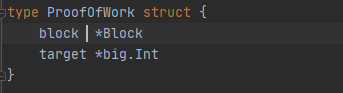 type ProofOfWork struct {
    block  *Block
    target *big.Int
}